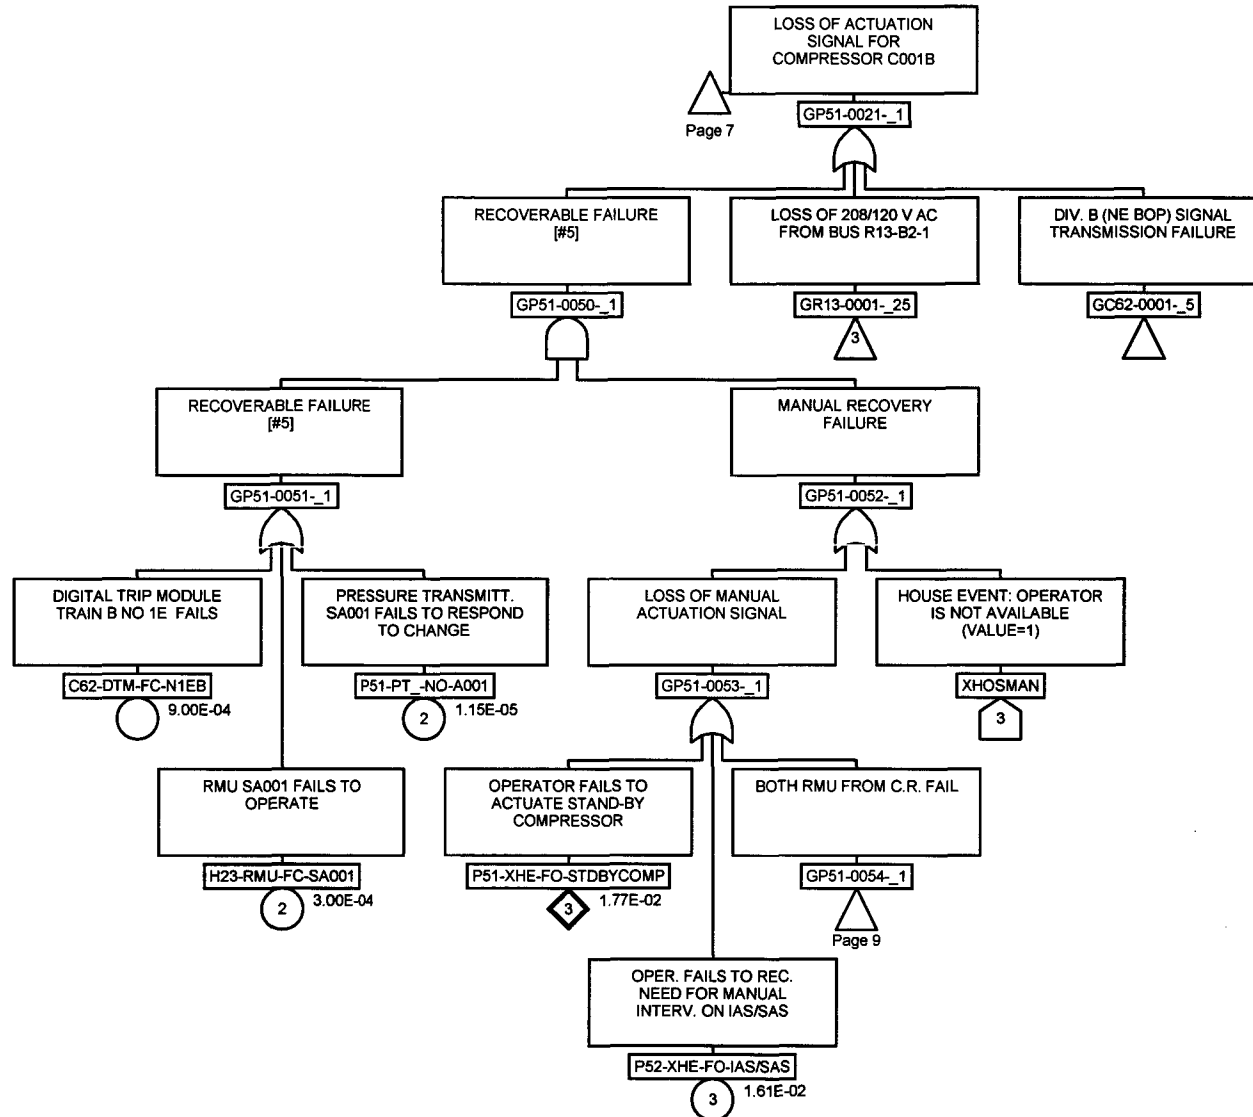 LOSS OF ACTUATION
SIGNAL FOR
COMPRESSOR C001B
Page 7
GP51-0021-_1
RECOVERABLE FAILURE
[#5]
GP51-0050-_1
LOSS OF 208/120 V AC
FROM BUS R13-B2-1
GR13-0001-_25
3
DIV. B (NE BOP) SIGNAL
TRANSMISSION FAILURE
GC62-0001-_5
RECOVERABLE FAILURE
[#5]
GP51-0051-_1
MANUAL RECOVERY
FAILURE
GP51-0052-_1
DIGITAL TRIP MODULE
TRAIN B NO 1E FAILS
C62-DTM-FC-N1EB
9.00E-04
PRESSURE TRANSMITT.
SA001 FAILS TO RESPOND
TO CHANGE
P51-PT_-NO-A001
2
1.15E-05
LOSS OF MANUAL
ACTUATION SIGNAL
GP51-0053-_1
HOUSE EVENT: OPERATOR
IS NOT AVAILABLE
(VALUE=1)
XHOSMAN
3
RMU SA001 FAILS TO
OPERATE
H23-RMU-FC-SA001
2
3.00E-04
OPERATOR FAILS TO
ACTUATE STAND-BY
COMPRESSOR
P51-XHE-FO-STDBYCOMP
3
1.77E-02
BOTH RMU FROM C.R. FAIL
GP51-0054-_1
Page 9
OPER. FAILS TO REC.
NEED FOR MANUAL
INTERV. ON IAS/SAS
P52-XHE-FO-IAS/SAS
3
1.61E-02